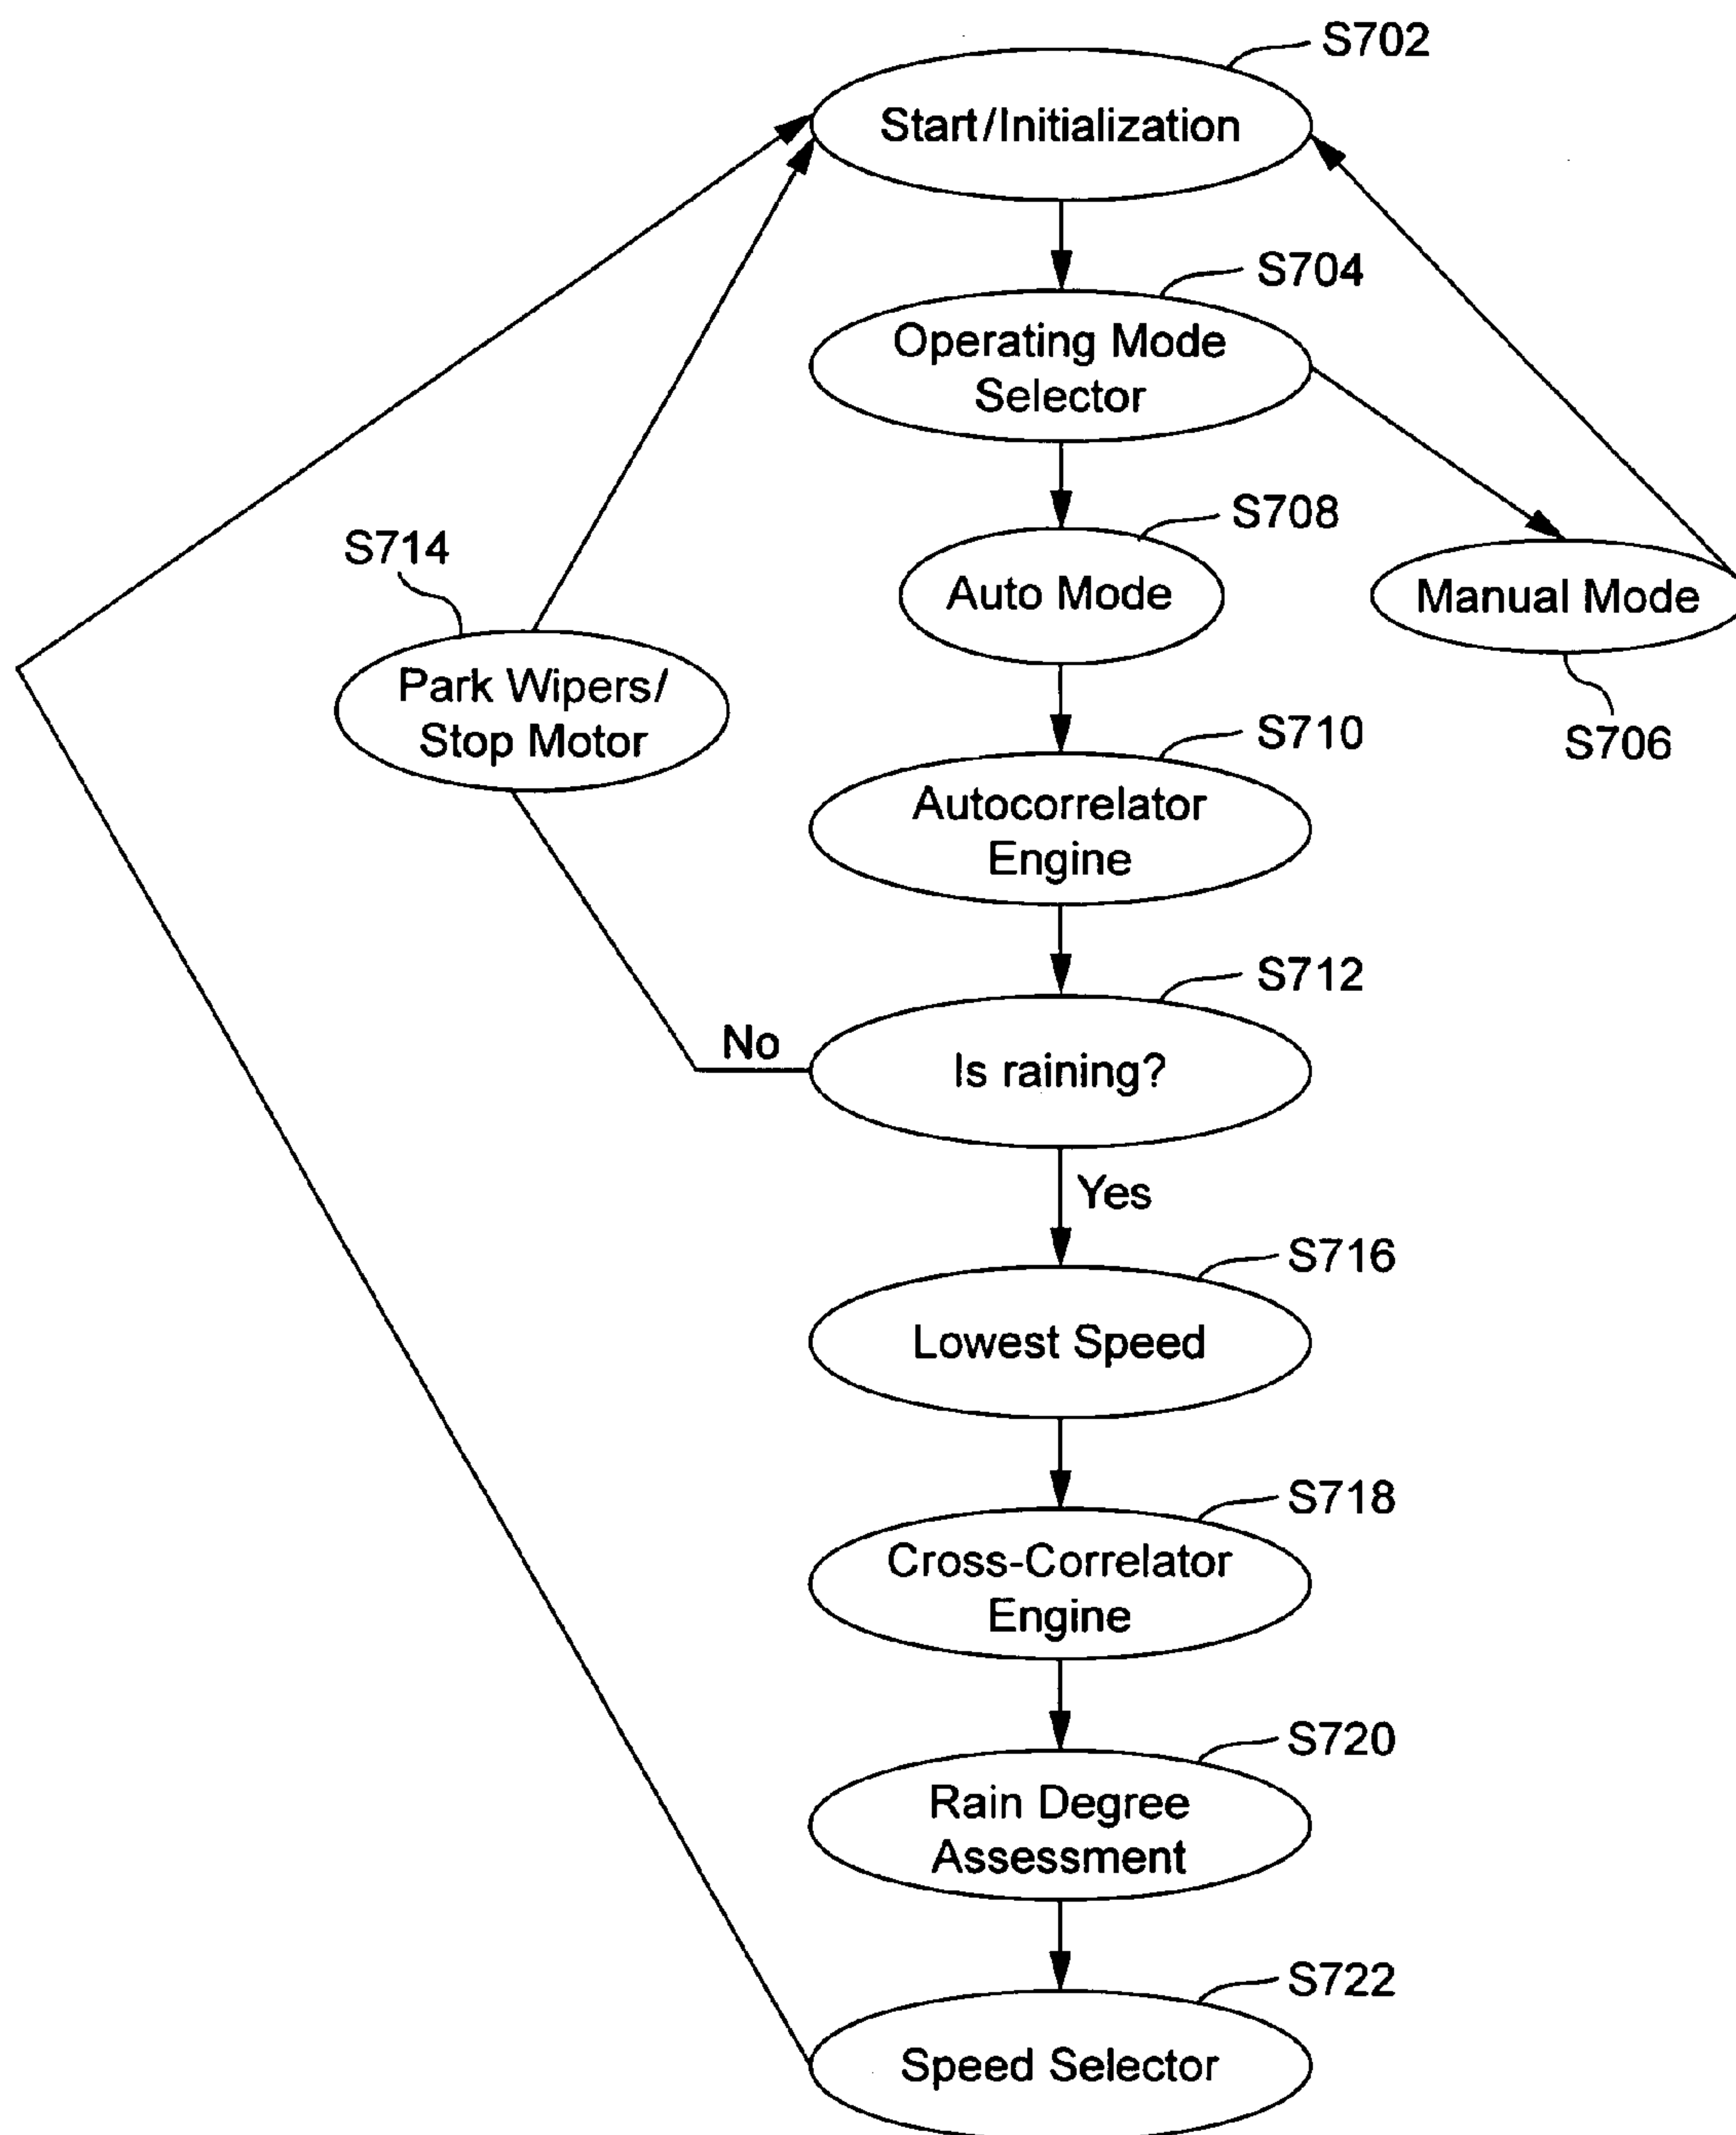 S702
Start/Initialization
S704
Operating Mode
Selector
S708
Auto Mode
Manual Mode
S706
S714
Park Wipers/
Stop Motor
S710
Autocorrelator
Engine
S712
Is raining?
No
Yes
S716
Lowest Speed
S718
Cross-Correlator
Engine
S720
Rain Degree
Assessment
S722
Speed Selector